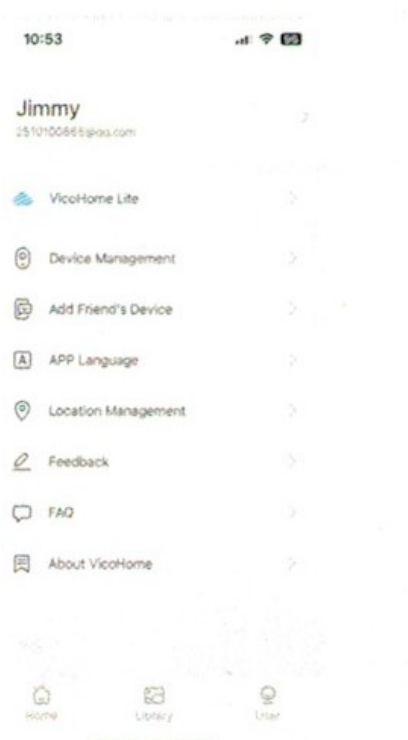 10:53
Jimmy
VicoHome Lite
Device Management
Add Friend's Device
APP Language
Location Management
Feedback
FAQ
About VicoHome
Home
Library
User